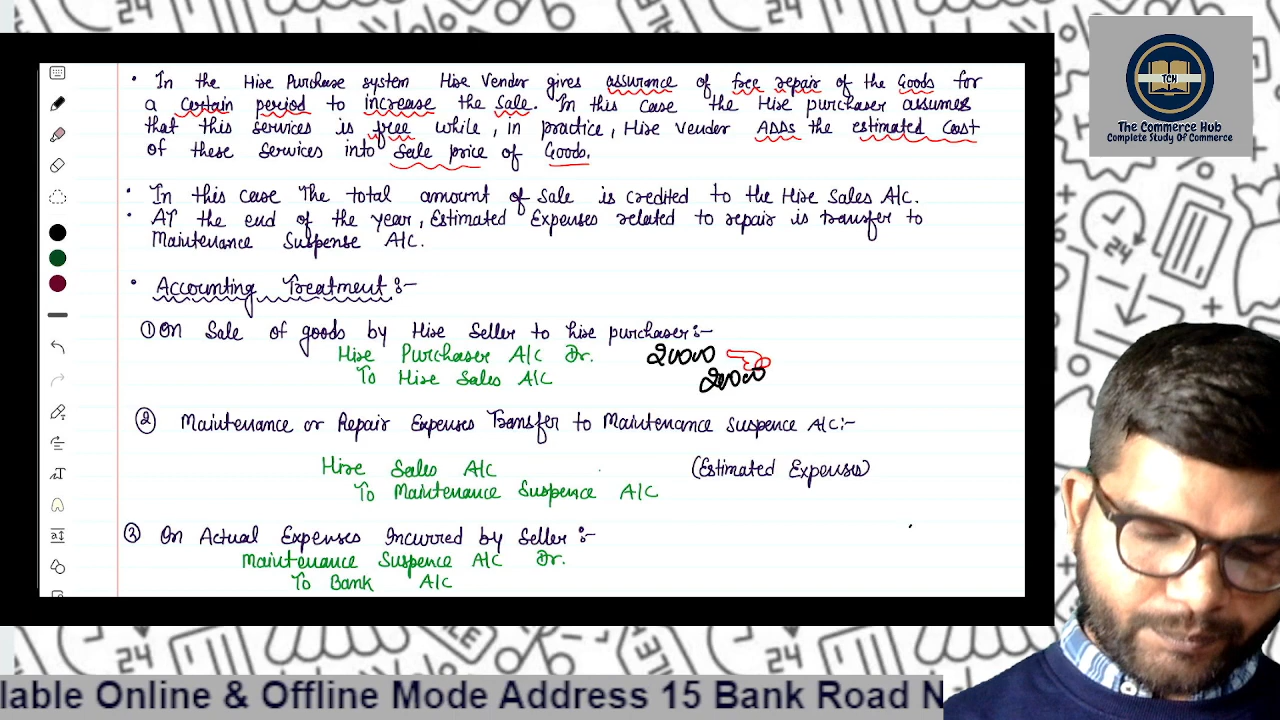 • In the Hire Purchase system Hire Vendor gives assurance of free repair of the Goods for
a certain period to increase the sale. In this case the Hire purchaser assumes
that this services is free while, in practice, Hire Vender ADDs the estimated cost
of these services into sale price of Goods.
• In this case The total amount of Sale is credited to the Hire Sales A/C.
• AT the end of the year, Estimated Expenses related to repair is transfer to
Maintenance Suspense A/C.
• Accounting Treatment :-
① On Sale of goods by Hire Seller to hire purchaser :-
Hire Purchaser A/C Dr. 20000
To Hire Sales A/C 20000
② Maintenance or Repair Expenses Transfer to Maintenance Suspence A/C :-
Hire Sales A/C (Estimated Expenses)
To Maintenance Suspence A/C
③ On Actual Expenses Incurred by Seller :-
Maintenance Suspence A/C Dr.
To Bank A/C
TCH
The Commerce Hub
Complete Study Of Commerce
lable Online & Offline Mode Address 15 Bank Road N